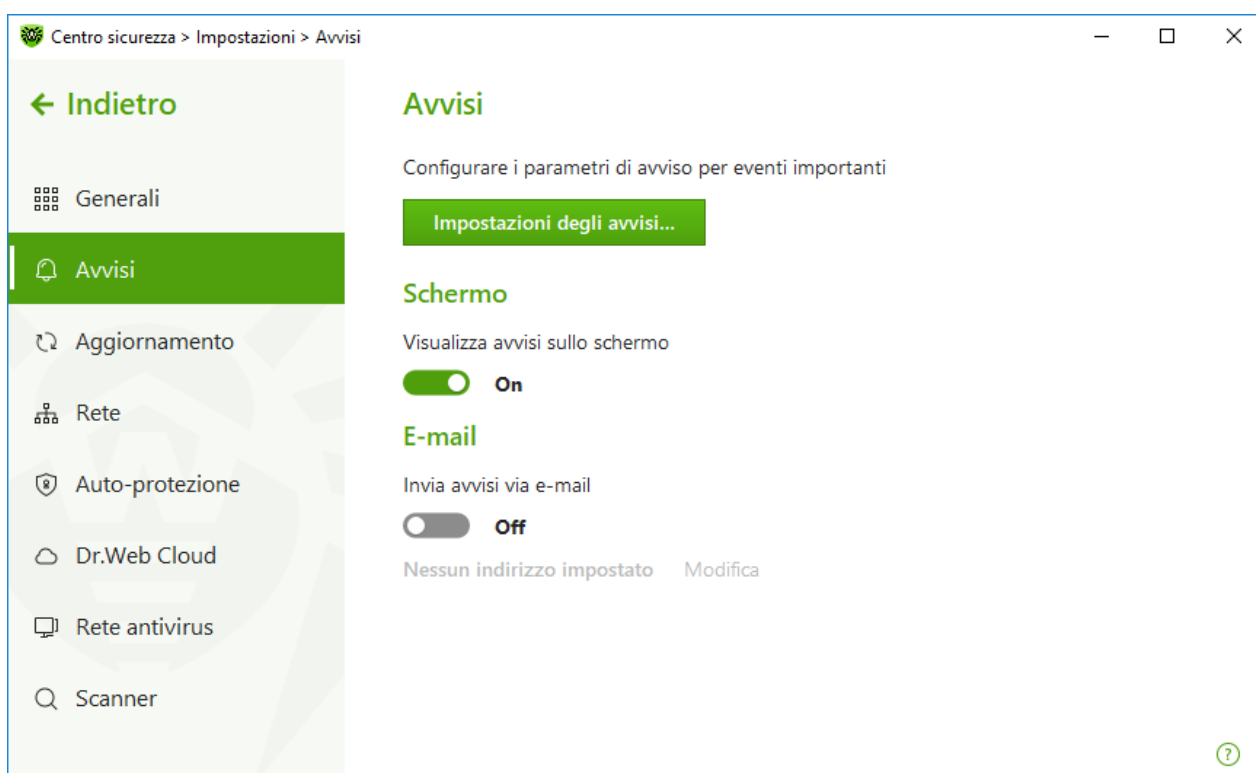 Centro sicurezza > Impostazioni > Avvisi
Indietro
Generali
Avvisi
Aggiornamento
Rete
Auto-protezione
Dr.Web Cloud
Rete antivirus
Scanner
Avvisi
Configurare i parametri di avviso per eventi importanti
Impostazioni degli avvisi...
Schermo
Visualizza avvisi sullo schermo
On
E-mail
Invia avvisi via e-mail
Off
Nessun indirizzo impostato Modifica
?